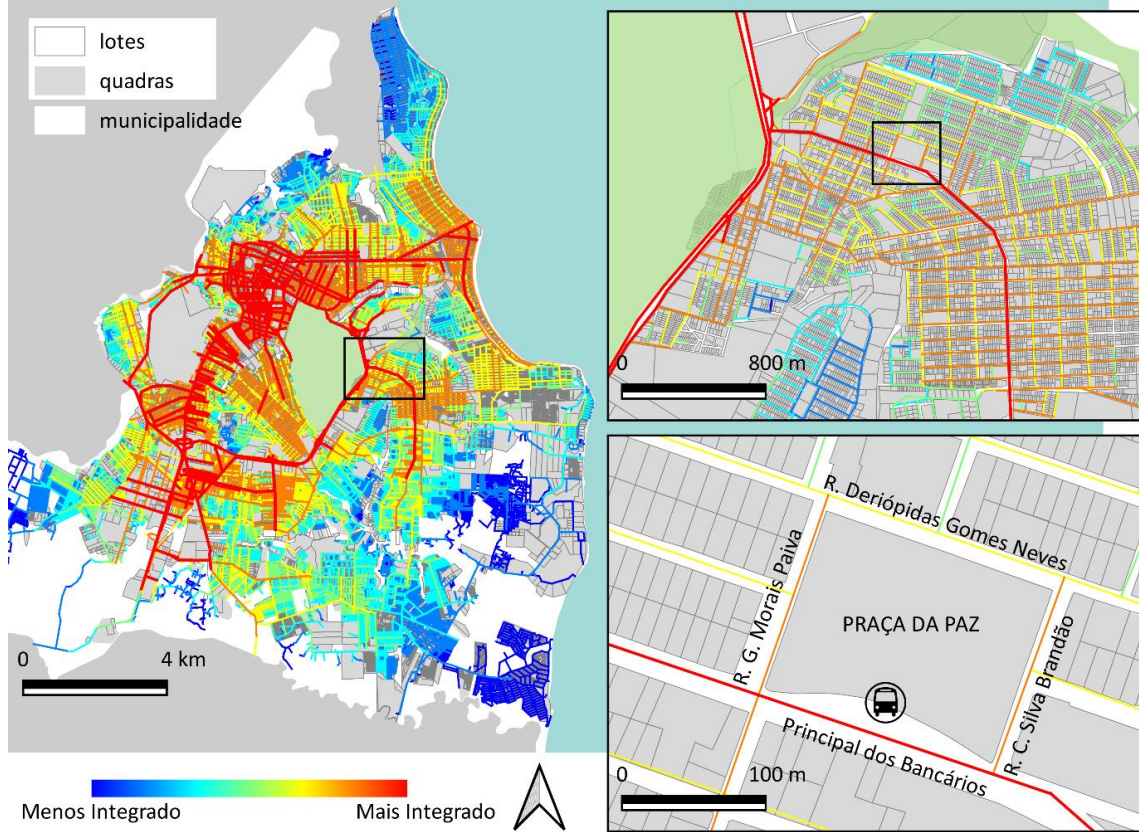 lotes
quadras
municipalidade
0
4 km
Menos Integrado
Mais Integrado
0
800 m
R. Deriópidas Gomes Neves
R. G. Morais Paiva
PRAÇA DA PAZ
R. C. Silva Brandão
Principal dos Bancários
0
100 m